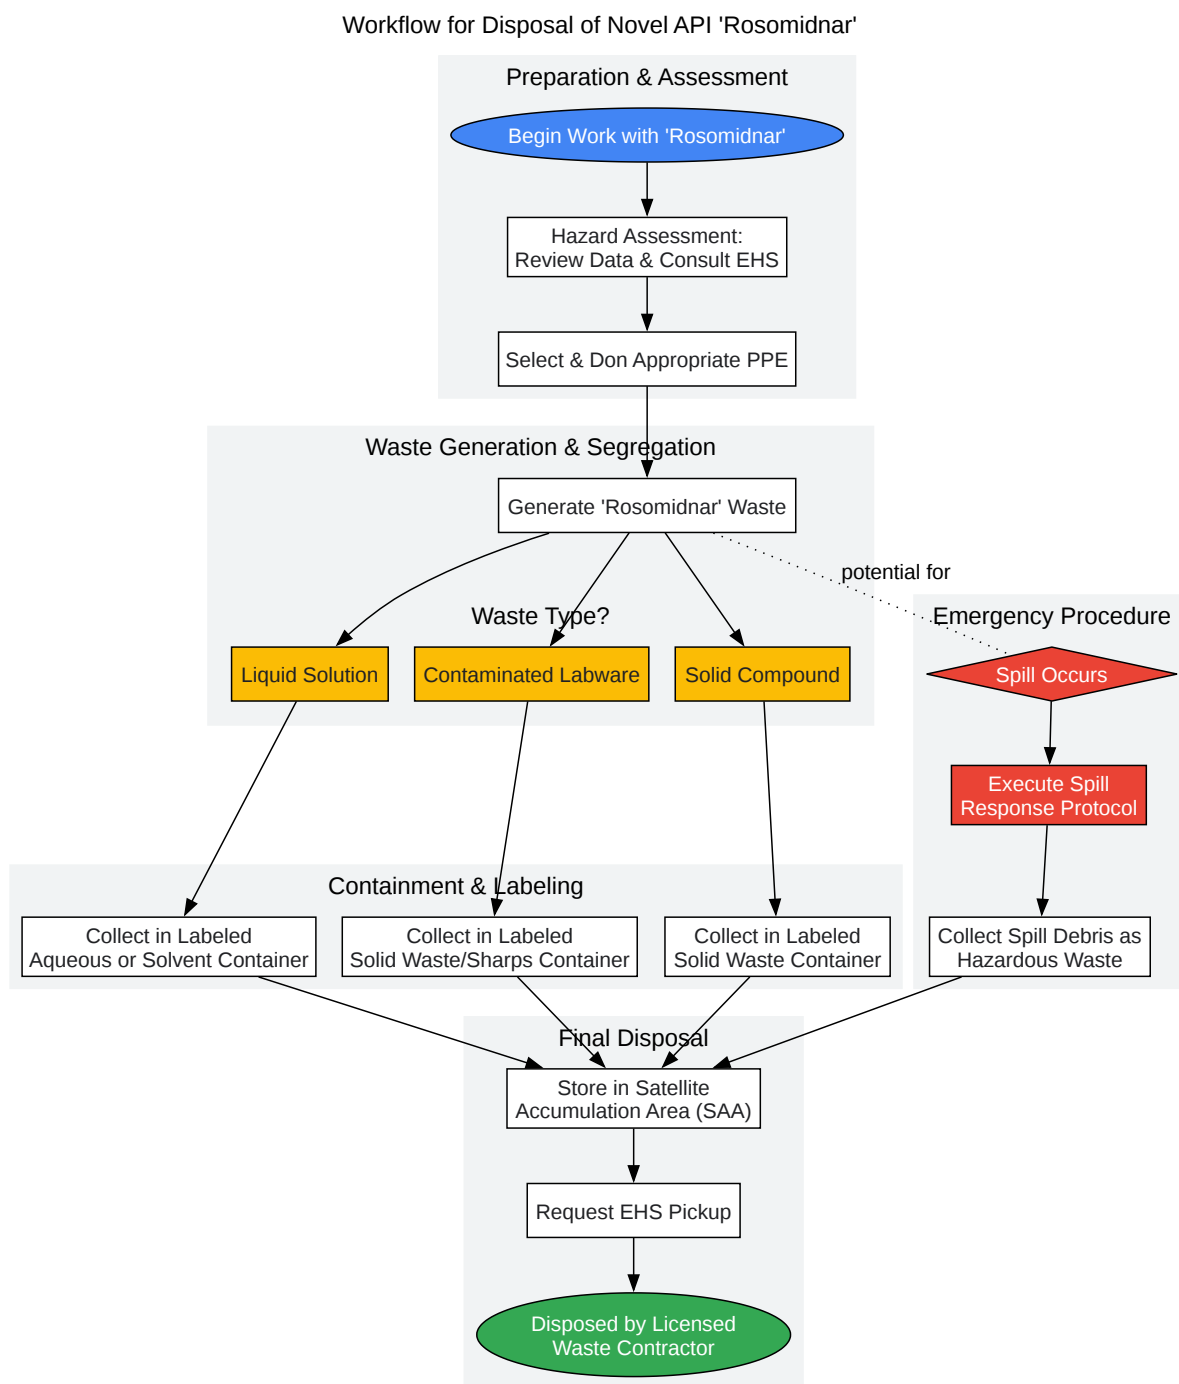 Workflow for Disposal of Novel API 'Rosomidnar'
Preparation & Assessment
Begin Work with 'Rosomidnar'
Hazard Assessment:
Review Data & Consult EHS
Select & Don Appropriate PPE
Waste Generation & Segregation
Generate 'Rosomidnar' Waste
potential for
Waste Type?
Liquid Solution
Contaminated Labware
Solid Compound
Emergency Procedure
Spill Occurs
Execute Spill
Response Protocol
Containment & Labeling
Collect in Labeled
Aqueous or Solvent Container
Collect in Labeled
Solid Waste/Sharps Container
Collect in Labeled
Solid Waste Container
Collect Spill Debris as
Hazardous Waste
Final Disposal
Store in Satellite
Accumulation Area (SAA)
Request EHS Pickup
Disposed by Licensed
Waste Contractor